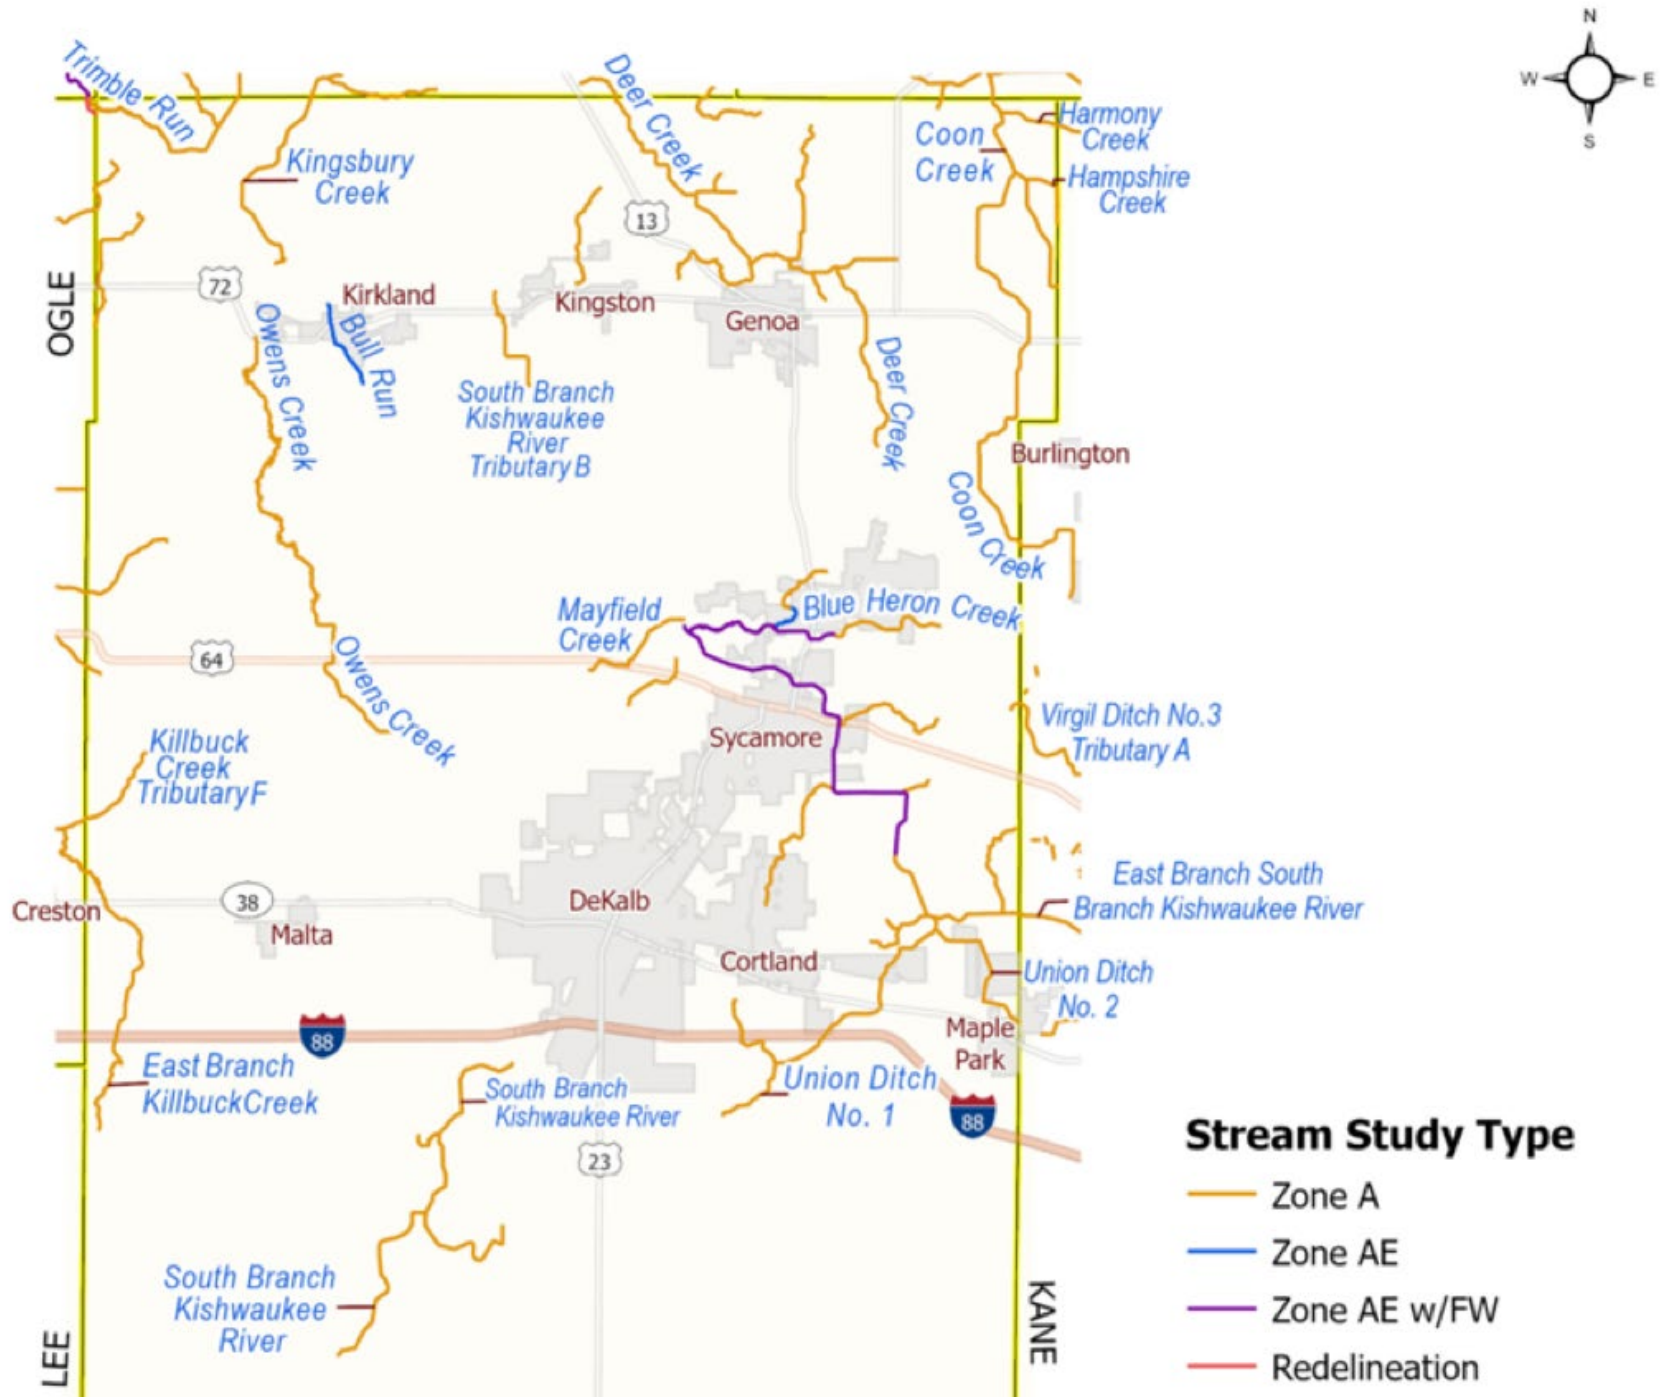 N
W
E
S
Trimble Run
Deer Creek
Harmony
Creek
Coon
Creek
Kingsbury
Creek
Hampshire
Creek
13
72
OGLE
Kirkland
Kingston
Genoa
Owens Creek
Bull Run
Deer Creek
South Branch
Kishwaukee
River
Tributary B
Burlington
Coon Creek
Mayfield
Creek
Blue Heron Creek
64
Owens Creek
Virgil Ditch No.3
Tributary A
Killbuck
Creek
Tributary F
Sycamore
East Branch South
Branch Kishwaukee River
38
DeKalb
Creston
Malta
Cortland
Union Ditch
No. 2
Maple
Park
88
East Branch
Killbuck Creek
South Branch
Kishwaukee River
Union Ditch
No. 1
88
23
South Branch
Kishwaukee
River
LEE
KANE
Stream Study Type
Zone A
Zone AE
Zone AE w/FW
Redelineation